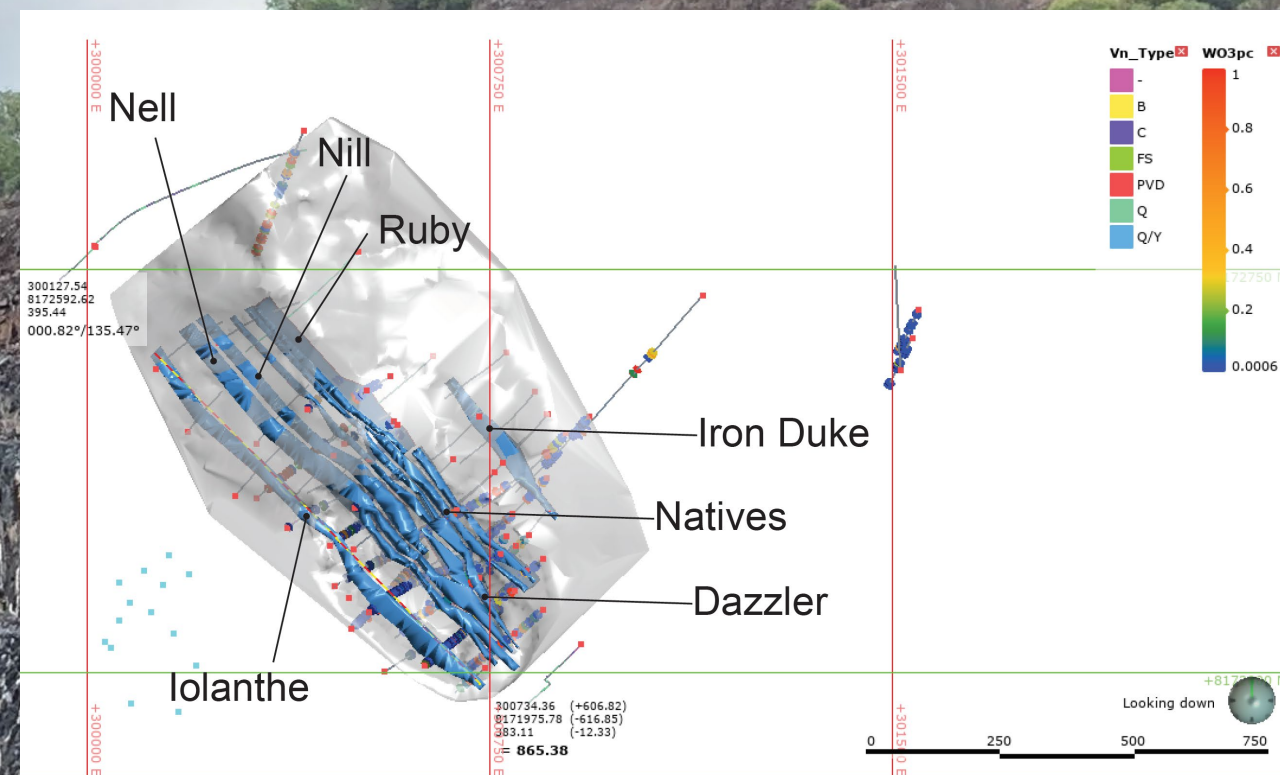 +300000 E
+300750 E
+301500 E
Vn_Type
WO3pc
-
B
C
FS
PVD
Q
Q/Y
1
0.8
0.6
0.4
0.2
0.0006
Nell
Nill
Ruby
300127.54
8172592.62
395.44
000.82°/135.47°
Iron Duke
Natives
Dazzler
Iolanthe
300734.36 (+606.82)
8171975.78 (-616.85)
383.11 (-12.33)
= 865.38
+300000 E
Looking down
0 250 500 750